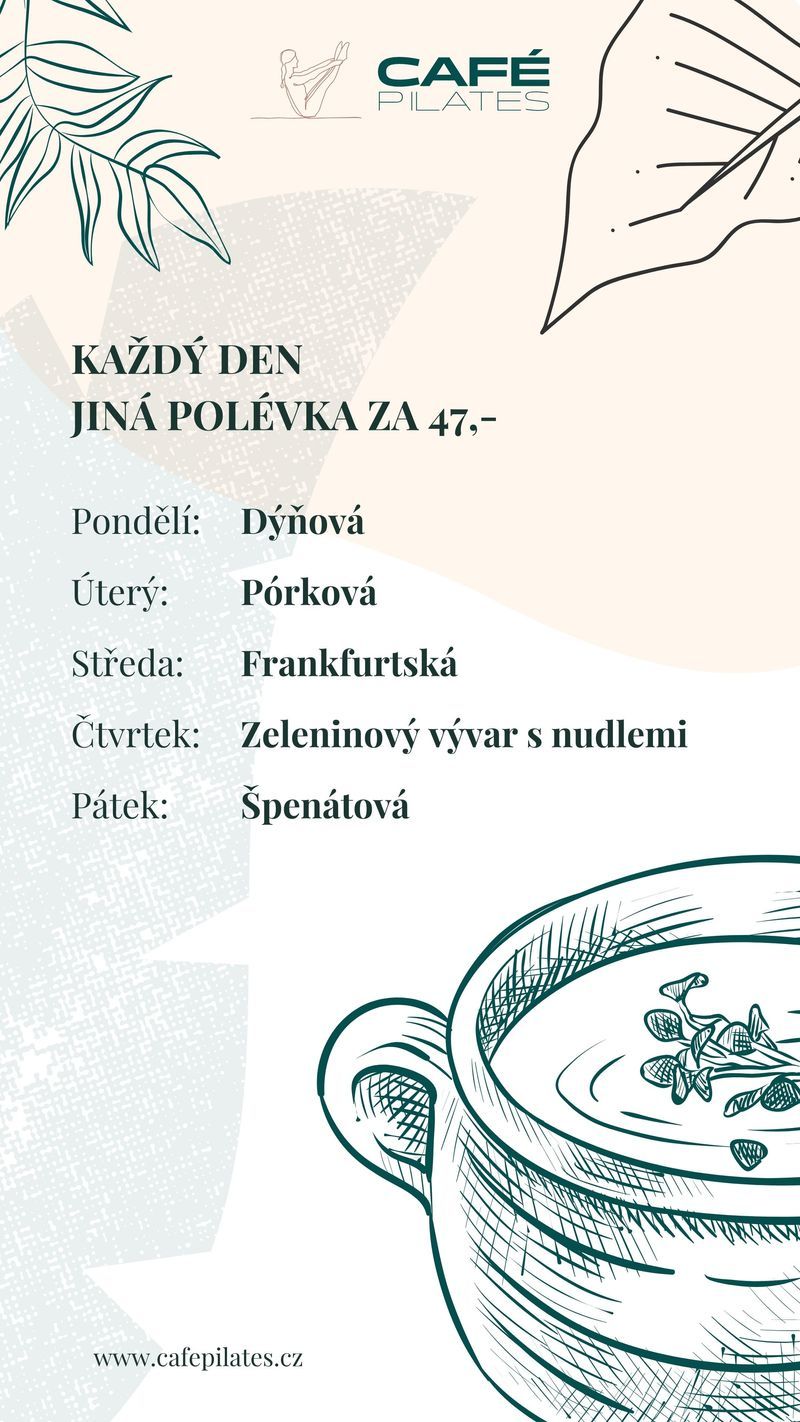 CAFÉ
PILATES
KAŽDÝ DEN
JINÁ POLÉVKA ZA 47,-
Pondělí: Dýňová
Úterý: Pórková
Středa: Frankfurtská
Čtvrtek: Zeleninový vývar s nudlemi
Pátek: Špenátová
www.cafepilates.cz